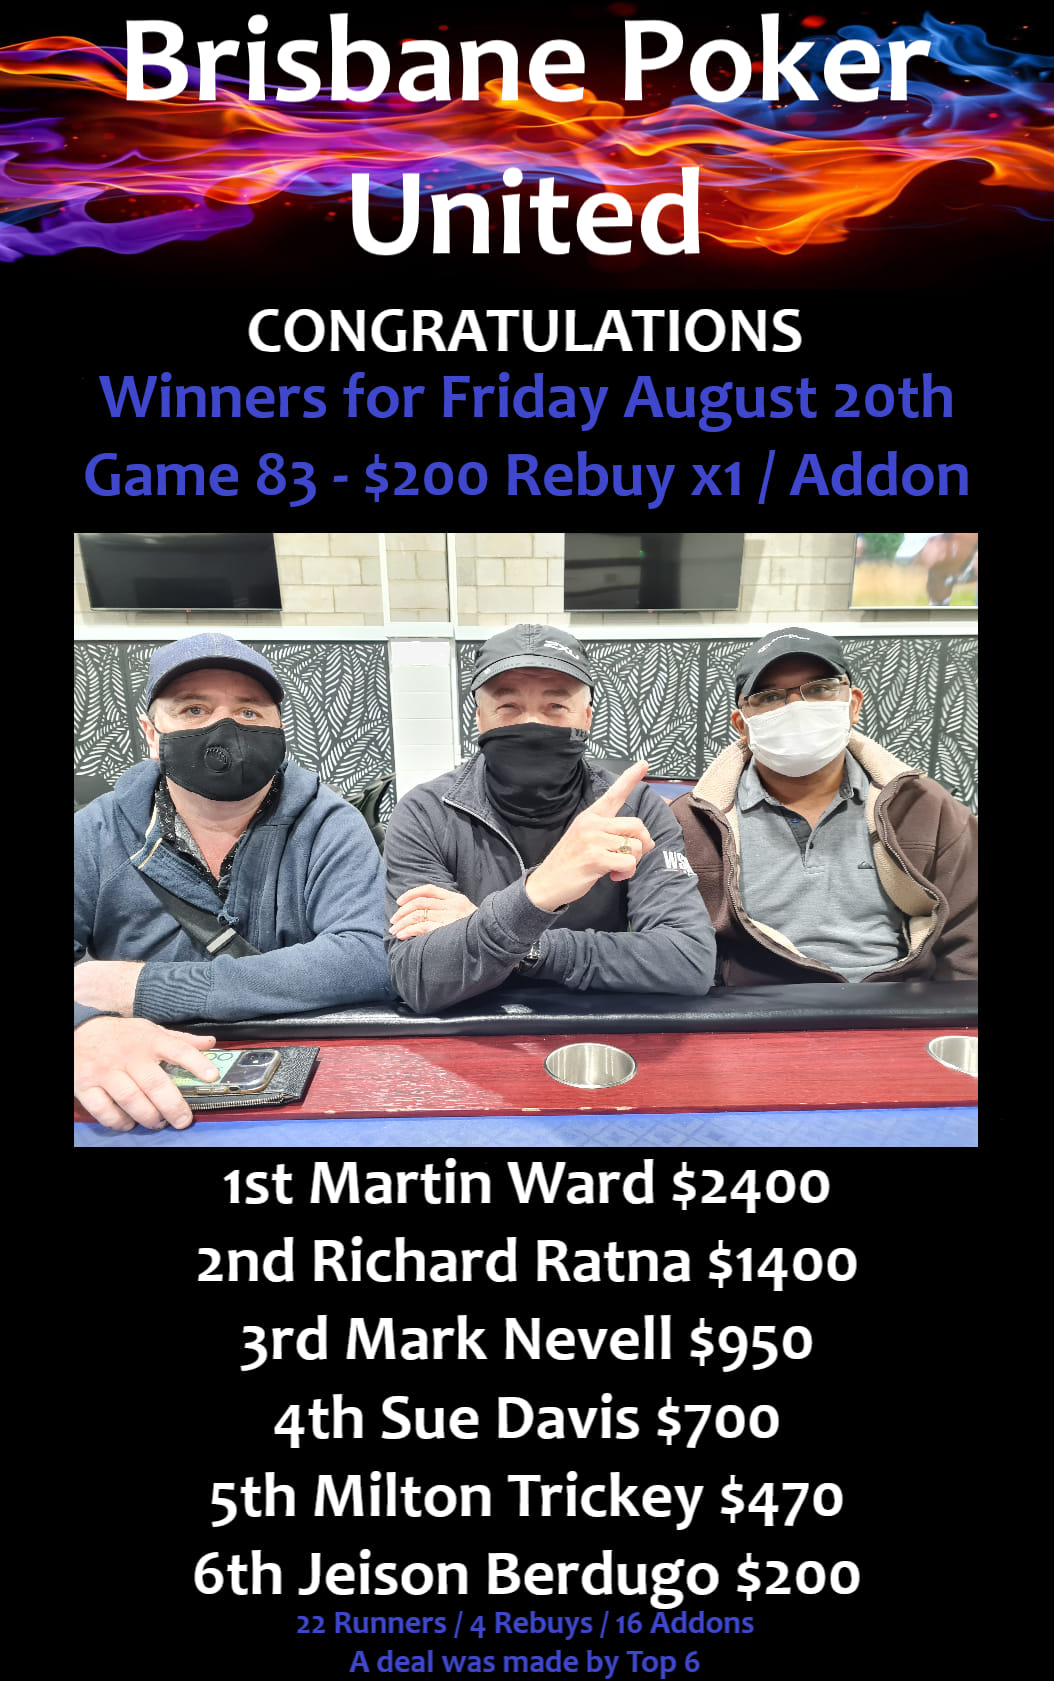 Brisbane Poker
United
CONGRATULATIONS
Winners for Friday August 20th
Game 83 - $200 Rebuy x1 / Addon
2XU
1st Martin Ward $2400
2nd Richard Ratna $1400
3rd Mark Nevell $950
4th Sue Davis $700
5th Milton Trickey $470
6th Jeison Berdugo $200
22 Runners / 4 Rebuys / 16 Addons
A deal was made by Top 6